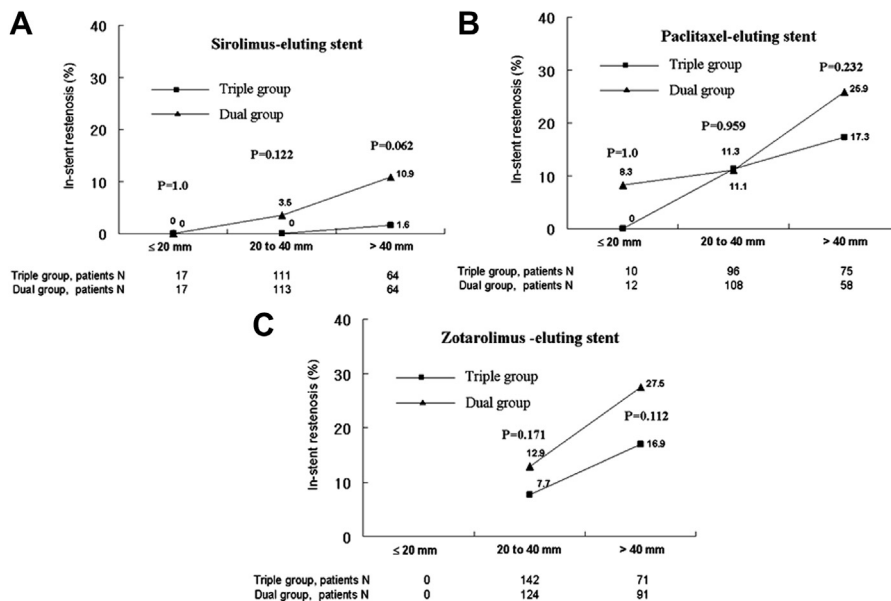 A
Sirolimus-eluting stent
In-stent restenosis (%)
40
30
20
10
0
Triple group
Dual group
P=1.0
P=0.122
P=0.062
0 0
3.5
0
10.9
1.6
≤ 20 mm 20 to 40 mm > 40 mm
Triple group, patients N 17 111 64
Dual group, patients N 17 113 64
B
Paclitaxel-eluting stent
In-stent restenosis (%)
40
30
20
10
0
Triple group
Dual group
P=1.0
P=0.959
P=0.232
8.3
0
11.3
11.1
26.9
17.3
≤ 20 mm 20 to 40 mm > 40 mm
Triple group, patients N 10 96 75
Dual group, patients N 12 108 58
C
Zotarolimus -eluting stent
In-stent restenosis (%)
40
30
20
10
0
Triple group
Dual group
P=0.171
P=0.112
12.9
7.7
27.5
16.9
≤ 20 mm 20 to 40 mm > 40 mm
Triple group, patients N 0 142 71
Dual group, patients N 0 124 91